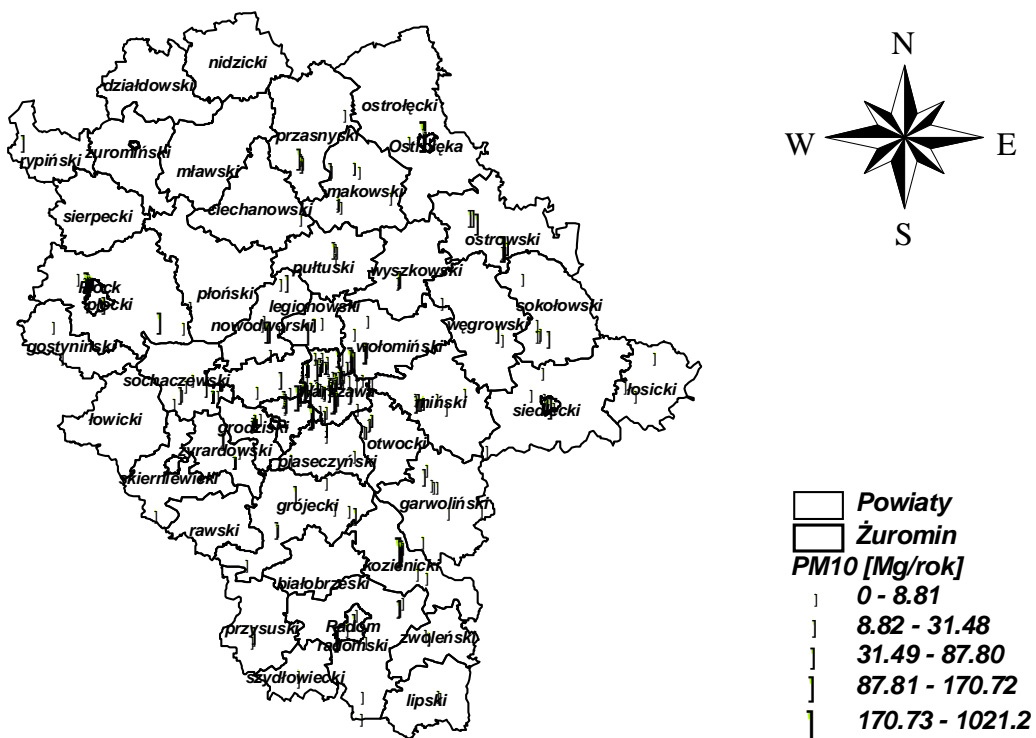 N
W
E
S
nidzicki
działdowski
ostrołęcki
przasnyski
Ostrołęka
rypiński
żuromiński
mławski
makowski
ciechanowski
sierpecki
ostrowski
pułtuski
wyszkowski
Płock
płocki
płoński
legionowski
sokołowski
nowodworski
węgrowski
gostyniński
wołomiński
sochaczewski
łosicki
Warszawa
miński
siedlecki
łowicki
grodziski
otwocki
żyrardowski
piaseczyński
skierniewicki
grójecki
garwoliński
rawski
kozienicki
białobrzeski
przysuski
Radom
radomski
zwoleński
szydłowiecki
lipski
Powiaty
Żuromin
PM10 [Mg/rok]
0 - 8.81
8.82 - 31.48
31.49 - 87.80
87.81 - 170.72
170.73 - 1021.2